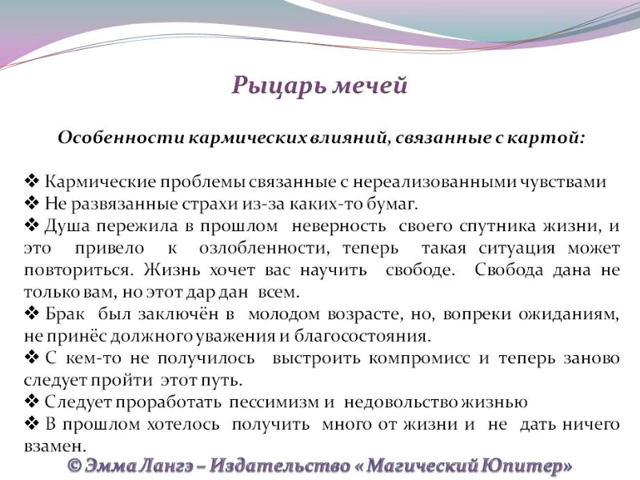 Рыцарь мечей
Особенности кармических влияний, связанные с картой:
❖ Кармические проблемы связанные с нереализованными чувствами
❖ Не развязанные страхи из-за каких-то бумаг.
❖ Душа пережила в прошлом неверность своего спутника жизни, и
это привело к озлобленности, теперь такая ситуация может
повториться. Жизнь хочет вас научить свободе. Свобода дана не
только вам, но этот дар дан всем.
❖ Брак был заключён в молодом возрасте, но, вопреки ожиданиям,
не принёс должного уважения и благосостояния.
❖ С кем-то не получилось выстроить компромисс и теперь заново
следует пройти этот путь.
❖ Следует проработать пессимизм и недовольство жизнью
❖ В прошлом хотелось получить много от жизни и не дать ничего
взамен.
© Эмма Лангэ – Издательство « Магический Юпитер»